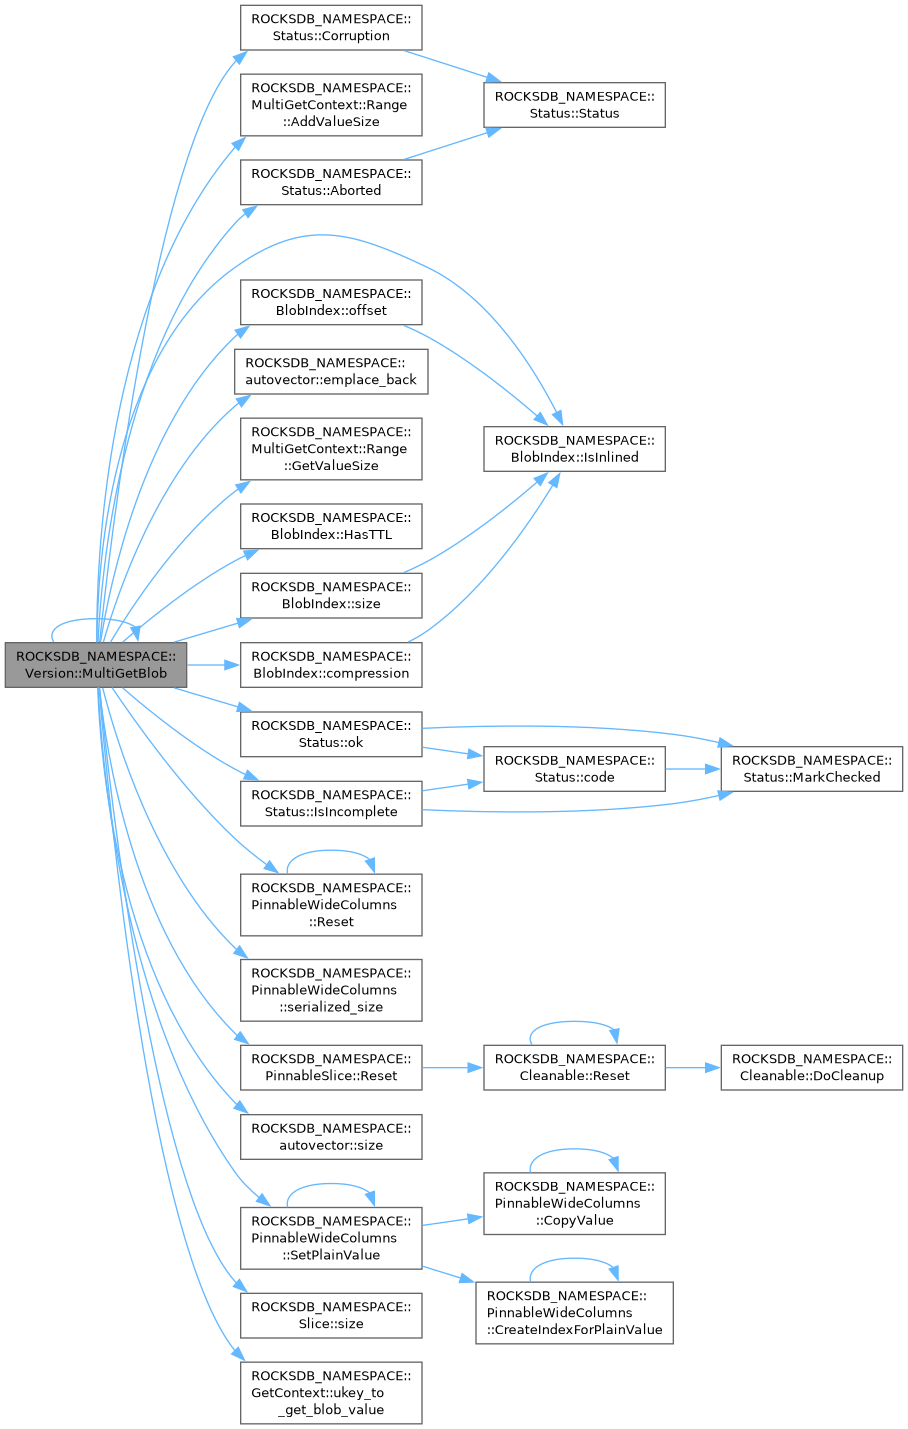 ROCKSDB_NAMESPACE::
Status::Corruption
ROCKSDB_NAMESPACE::
MultiGetContext::Range
::AddValueSize
ROCKSDB_NAMESPACE::
Status::Status
ROCKSDB_NAMESPACE::
Status::Aborted
ROCKSDB_NAMESPACE::
BlobIndex::offset
ROCKSDB_NAMESPACE::
autovector::emplace_back
ROCKSDB_NAMESPACE::
MultiGetContext::Range
::GetValueSize
ROCKSDB_NAMESPACE::
BlobIndex::IsInlined
ROCKSDB_NAMESPACE::
BlobIndex::HasTTL
ROCKSDB_NAMESPACE::
BlobIndex::size
ROCKSDB_NAMESPACE::
Version::MultiGetBlob
ROCKSDB_NAMESPACE::
BlobIndex::compression
ROCKSDB_NAMESPACE::
Status::ok
ROCKSDB_NAMESPACE::
Status::code
ROCKSDB_NAMESPACE::
Status::MarkChecked
ROCKSDB_NAMESPACE::
Status::IsIncomplete
ROCKSDB_NAMESPACE::
PinnableWideColumns
::Reset
ROCKSDB_NAMESPACE::
PinnableWideColumns
::serialized_size
ROCKSDB_NAMESPACE::
PinnableSlice::Reset
ROCKSDB_NAMESPACE::
Cleanable::Reset
ROCKSDB_NAMESPACE::
Cleanable::DoCleanup
ROCKSDB_NAMESPACE::
autovector::size
ROCKSDB_NAMESPACE::
PinnableWideColumns
::CopyValue
ROCKSDB_NAMESPACE::
PinnableWideColumns
::SetPlainValue
ROCKSDB_NAMESPACE::
PinnableWideColumns
::CreateIndexForPlainValue
ROCKSDB_NAMESPACE::
Slice::size
ROCKSDB_NAMESPACE::
GetContext::ukey_to
_get_blob_value